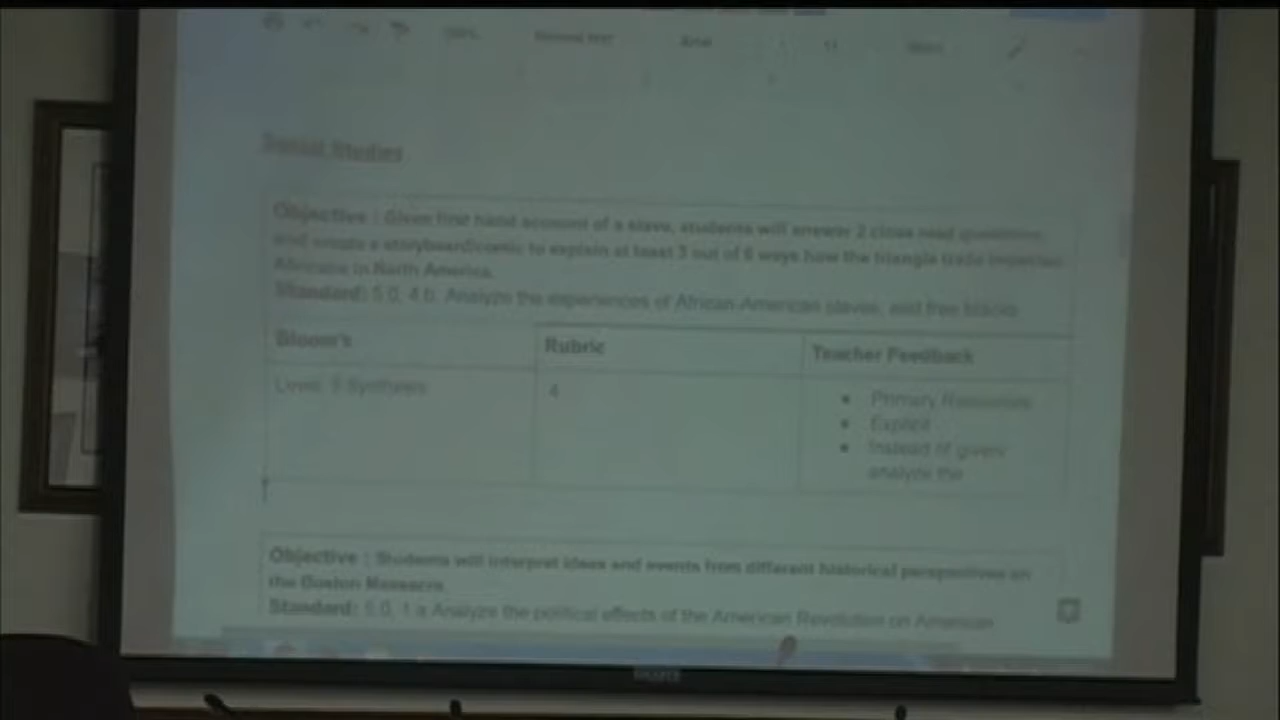 Normal text Arial 11
Social Studies
Objective : Given first hand account of a slave, students will answer 2 close read questions
and create a storyboard/comic to explain at least 3 out of 6 ways how the triangle trade impacted
Africans in North America.
Standard: 5.0. 4.b. Analyze the experiences of African-American slaves, and free blacks
Bloom's Rubric Teacher Feedback
Level: 5 Synthesis 4
• Primary Resources
• Explicit
• Instead of given
analyze the
Objective : Students will interpret ideas and events from different historical perspectives on
the Boston Massacre
Standard: 5.0. 1.a Analyze the political effects of the American Revolution on American